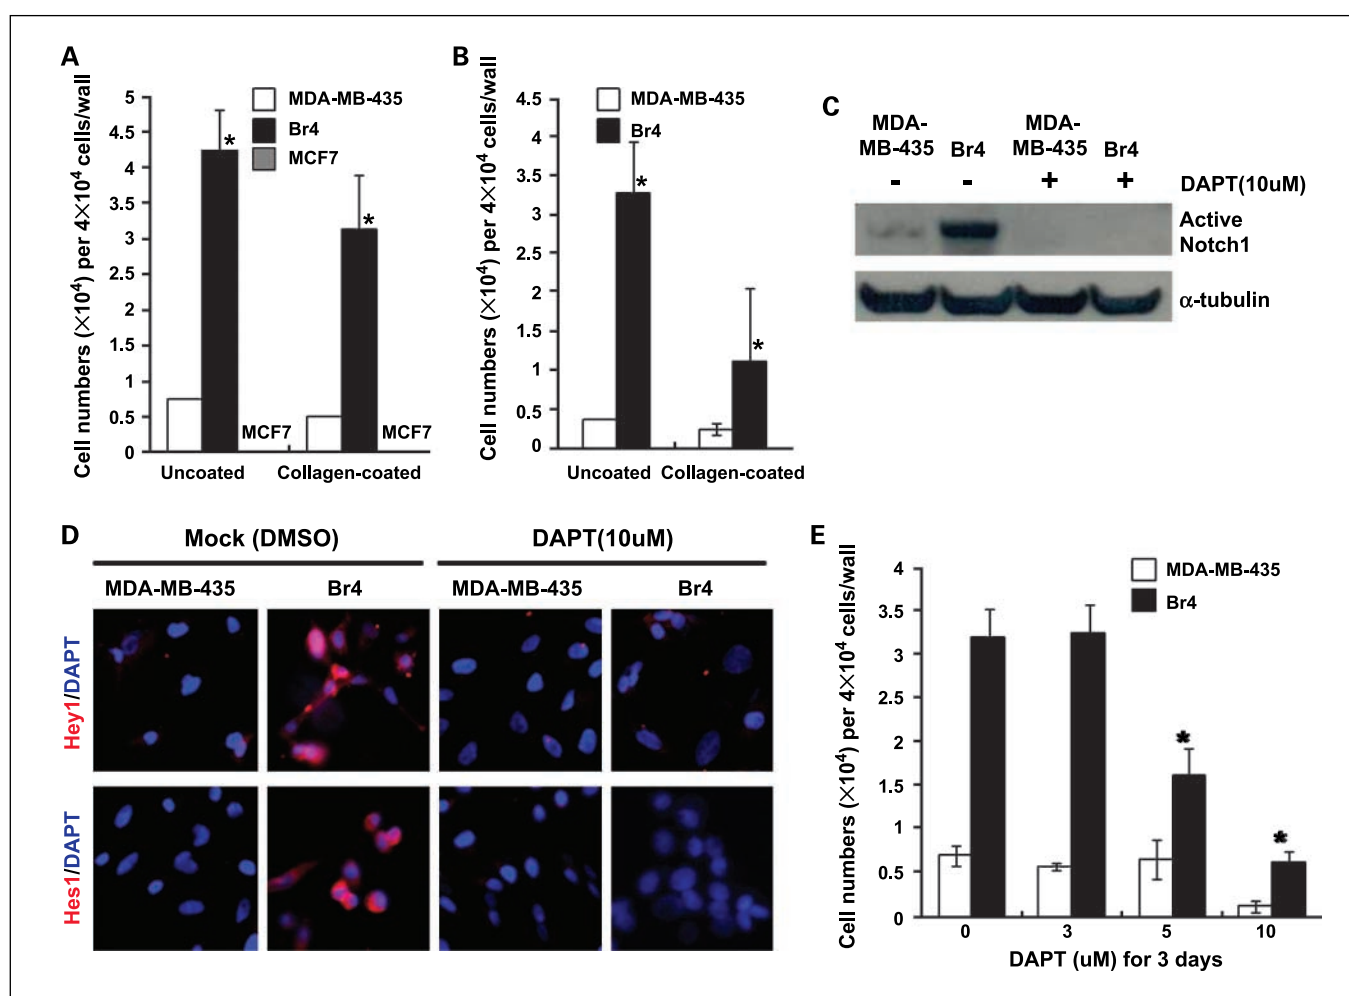 A
Cell numbers (×10⁴) per 4×10⁴ cells/wall
5
4.5
4
3.5
3
2.5
2
1.5
1
0.5
0
MDA-MB-435
Br4
MCF7
*
*
MCF7
MCF7
Uncoated
Collagen-coated
B
Cell numbers (×10⁴) per 4×10⁴ cells/wall
4.5
4
3.5
3
2.5
2
1.5
1
0.5
0
MDA-MB-435
Br4
*
*
Uncoated
Collagen-coated
C
MDA-MB-435 Br4 MDA-MB-435 Br4
- - + + DAPT(10uM)
Active
Notch1
α-tubulin
D
Mock (DMSO) DAPT(10uM)
MDA-MB-435 Br4 MDA-MB-435 Br4
Hey1/DAPT
Hes1/DAPT
E
Cell numbers (×10⁴) per 4×10⁴ cells/wall
4
3.5
3
2.5
2
1.5
1
0.5
0
MDA-MB-435
Br4
*
*
0 3 5 10
DAPT (uM) for 3 days